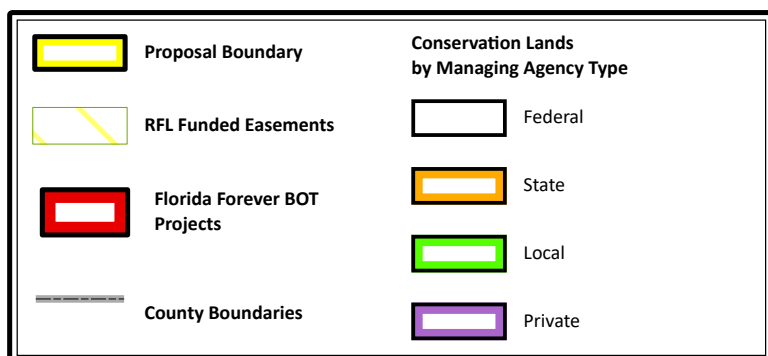 Proposal Boundary
RFL Funded Easements
Florida Forever BOT
Projects
County Boundaries
Conservation Lands
by Managing Agency Type
Federal
State
Local
Private